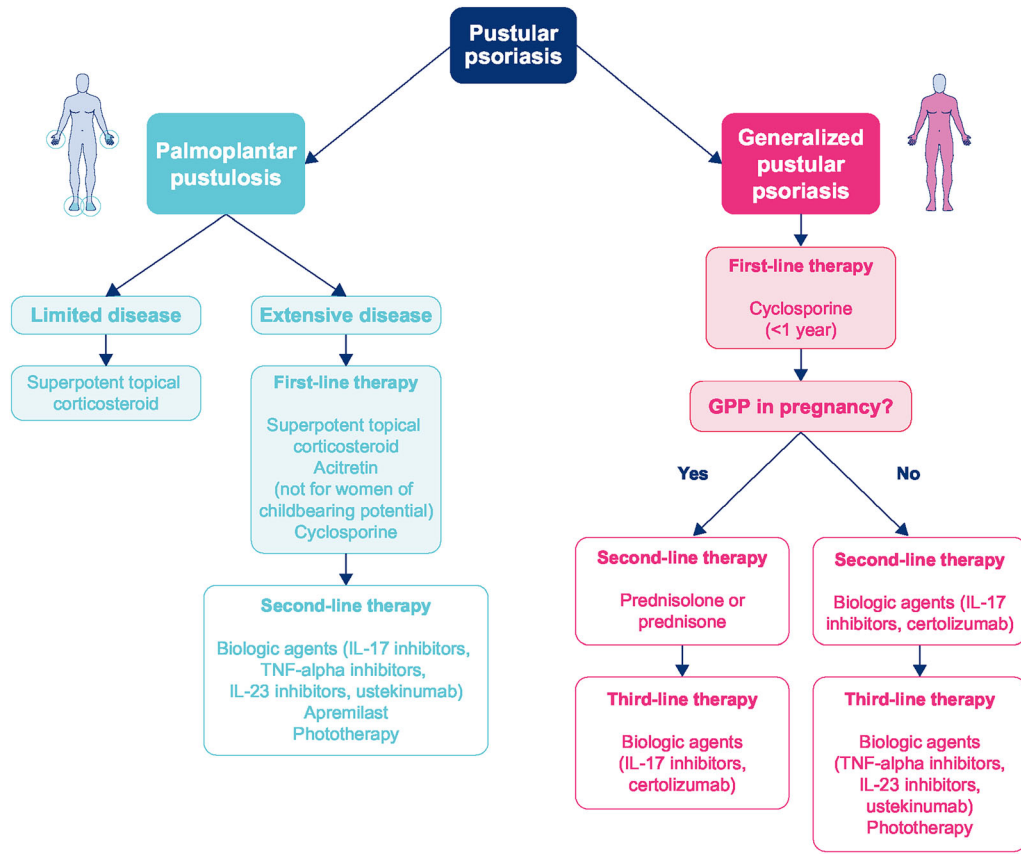 Pustular
psoriasis
Palmoplantar
pustulosis
Limited disease
Superpotent topical
corticosteroid
Extensive disease
First-line therapy
Superpotent topical
corticosteroid
Acitretin
(not for women of
childbearing potential)
Cyclosporine
Second-line therapy
Biologic agents (IL-17 inhibitors,
TNF-alpha inhibitors,
IL-23 inhibitors, ustekinumab)
Apremilast
Phototherapy
Generalized
pustular
psoriasis
First-line therapy
Cyclosporine
(<1 year)
GPP in pregnancy?
Yes
Second-line therapy
Prednisolone or
prednisone
Third-line therapy
Biologic agents
(IL-17 inhibitors,
certolizumab)
No
Second-line therapy
Biologic agents (IL-17
inhibitors, certolizumab)
Third-line therapy
Biologic agents
(TNF-alpha inhibitors,
IL-23 inhibitors,
ustekinumab)
Phototherapy